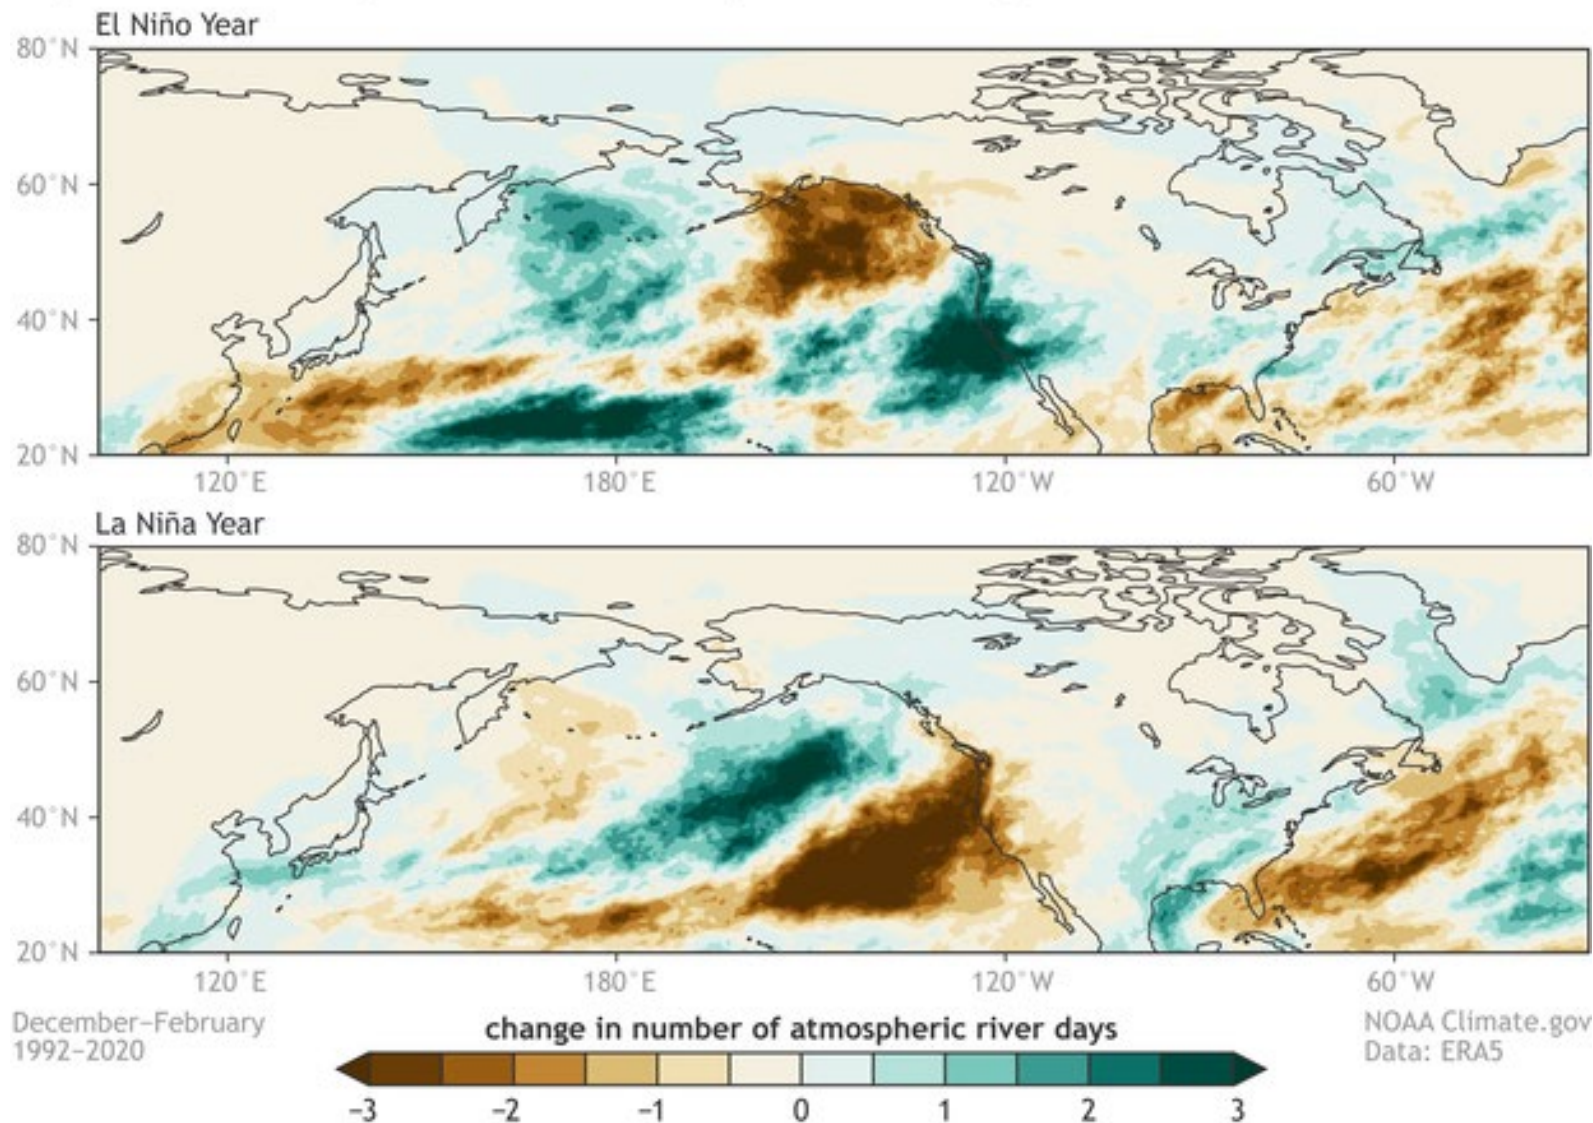 El Niño Year
80°N
60°N
40°N
20°N
120°E 180°E 120°W 60°W
La Niña Year
80°N
60°N
40°N
20°N
120°E 180°E 120°W 60°W
December–February
1992–2020
change in number of atmospheric river days
−3 −2 −1 0 1 2 3
NOAA Climate.gov
Data: ERA5